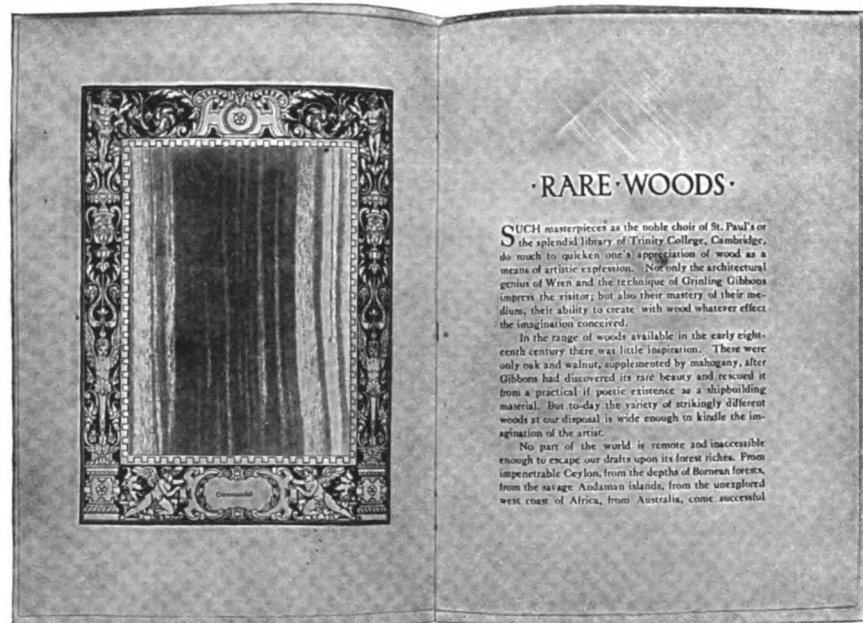 Coromandel
·RARE·WOODS·
SUCH masterpieces as the noble choir of St. Paul's or
the splendid library of Trinity College, Cambridge,
do much to quicken one's appreciation of wood as a
means of artistic expression. Not only the architectural
genius of Wren and the technique of Grinling Gibbons
impress the visitor; but also their mastery of their me-
dium, their ability to create with wood whatever effect
the imagination conceived.
In the range of woods available in the early eight-
eenth century there was little inspiration. There were
only oak and walnut, supplemented by mahogany, after
Gibbons had discovered its rare beauty and rescued it
from a practical if poetic existence as a shipbuilding
material. But to-day the variety of strikingly different
woods at our disposal is wide enough to kindle the im-
agination of the artist.
No part of the world is remote and inaccessible
enough to escape our drafts upon its forest riches. From
impenetrable Ceylon, from the depths of Bornean forests,
from the savage Andaman islands, from the unexplored
west coast of Africa, from Australia, come successful